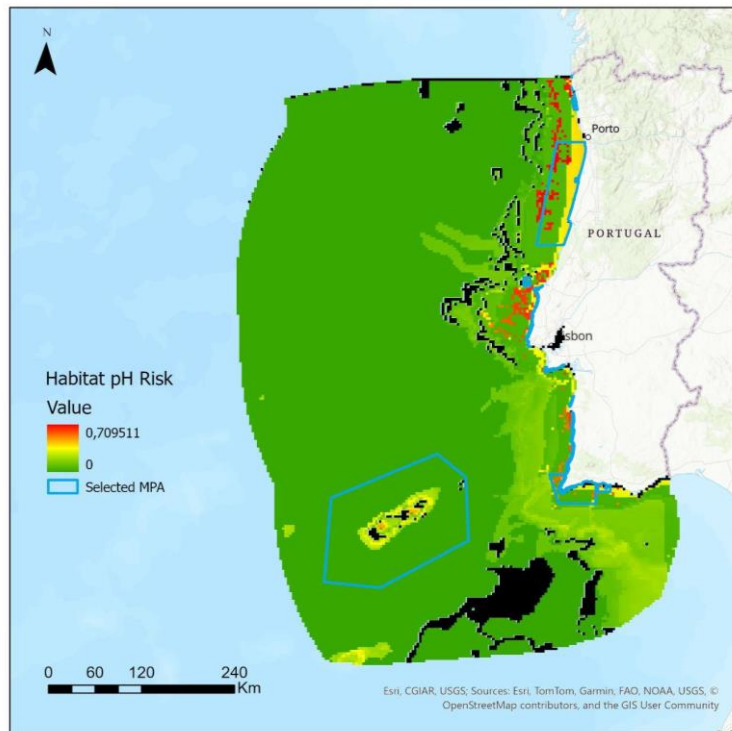 N
Porto
PORTUGAL
sbon
Habitat pH Risk
Value
0,709511
0
Selected MPA
0 60 120 240
Km
Esri, CGIAR, USGS; Sources: Esri, TomTom, Garmin, FAO, NOAA, USGS, ©
OpenStreetMap contributors, and the GIS User Community